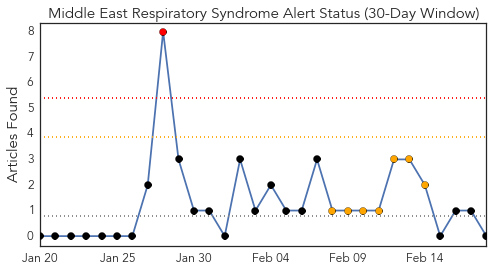 Middle East Respiratory Syndrome Alert Status (30-Day Window)
Articles Found
8
7
6
5
4
3
2
1
0
Jan 20
Jan 25
Jan 30
Feb 04
Feb 09
Feb 14